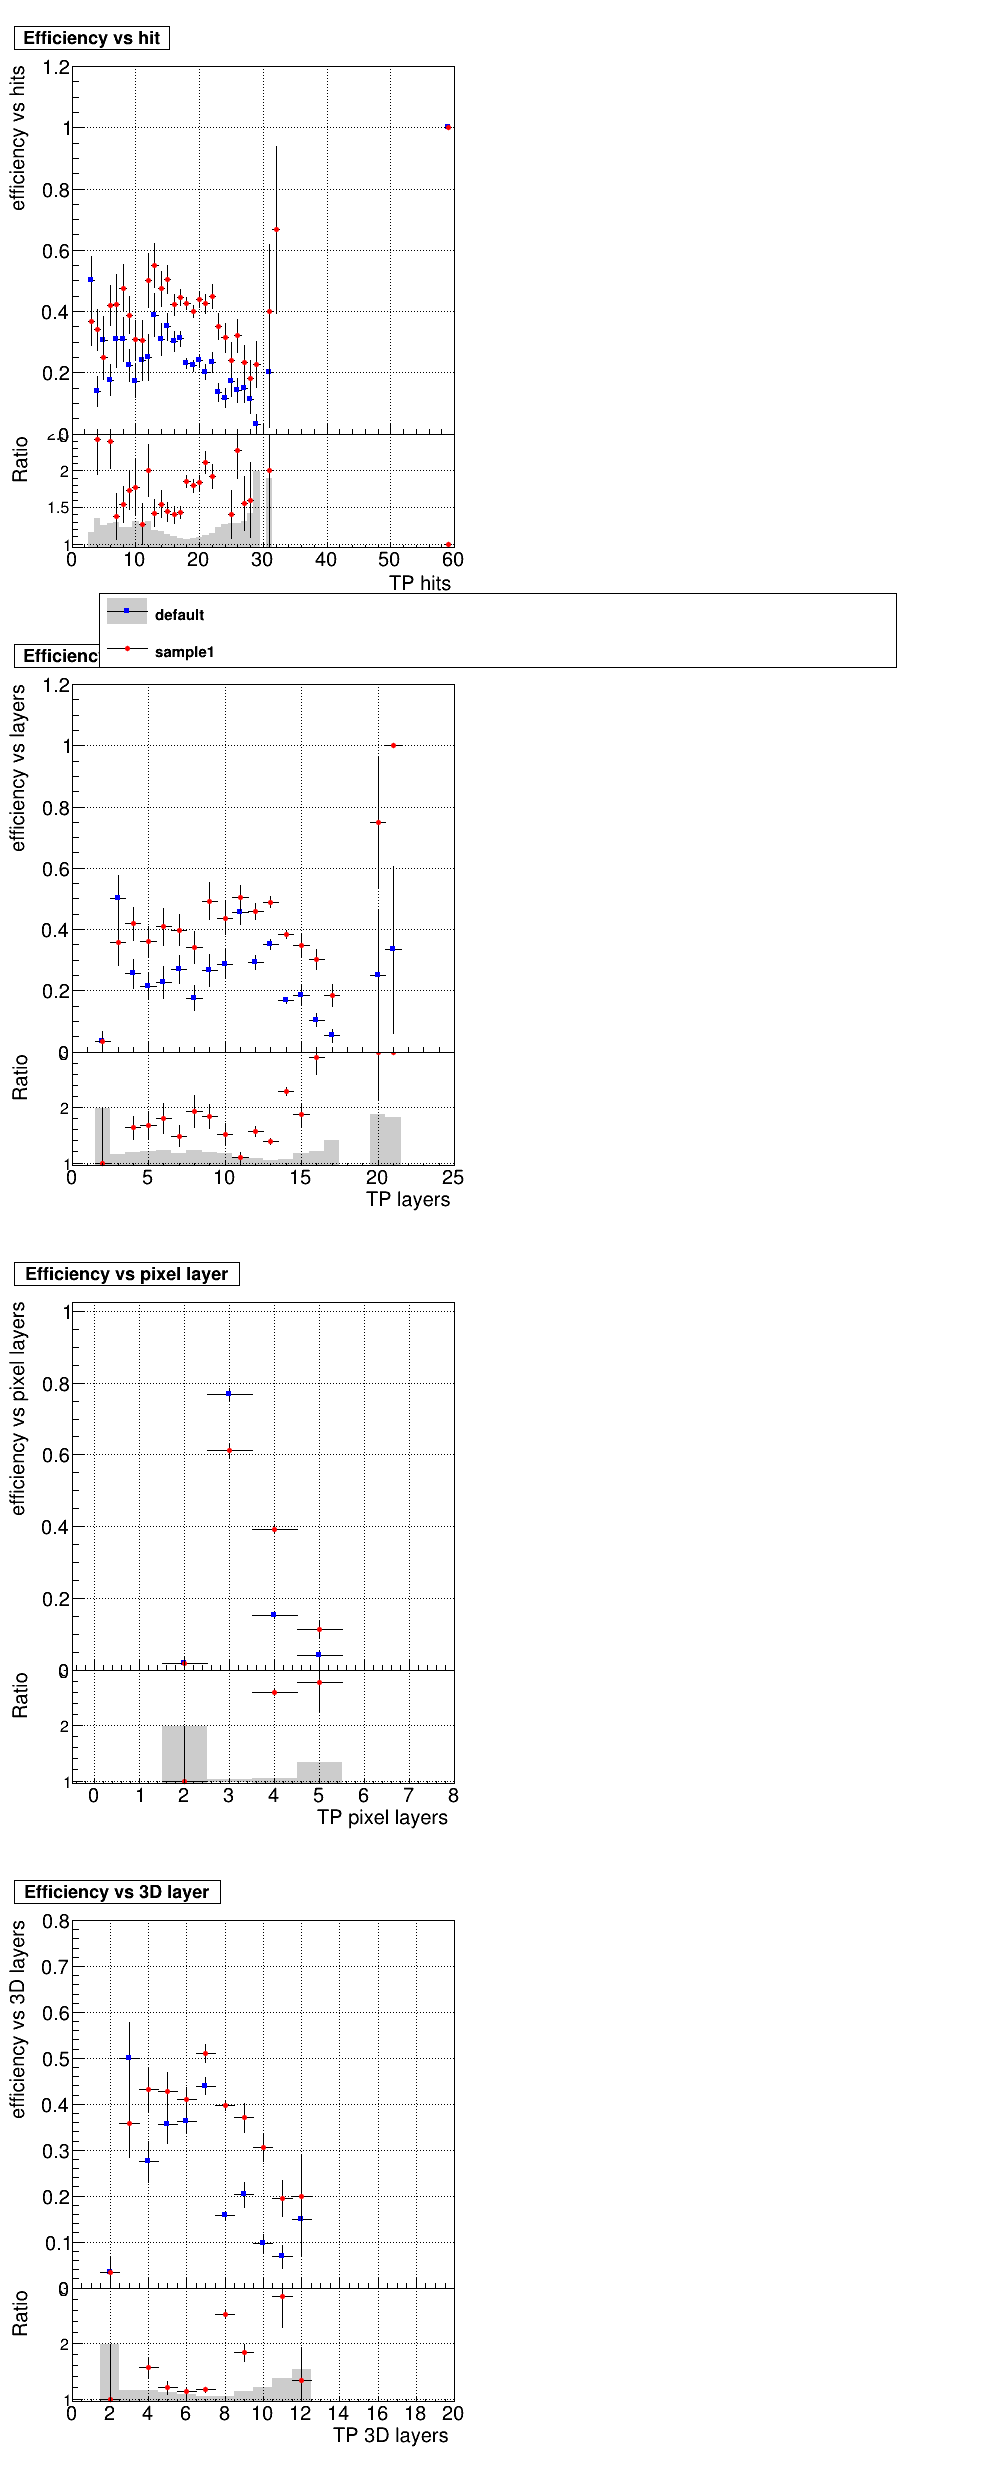 Efficiency vs hit
efficiency vs hits
1.2
1
0.8
0.6
0.4
0.2
0
Ratio
2
1.5
1
0 10 20 30 40 50 60
TP hits
default
sample1
Efficienc
efficiency vs layers
1.2
1
0.8
0.6
0.4
0.2
0
Ratio
2
1
0 5 10 15 20 25
TP layers
Efficiency vs pixel layer
efficiency vs pixel layers
1
0.8
0.6
0.4
0.2
0
Ratio
2
1
0 1 2 3 4 5 6 7 8
TP pixel layers
Efficiency vs 3D layer
efficiency vs 3D layers
0.8
0.7
0.6
0.5
0.4
0.3
0.2
0.1
0
Ratio
2
1
0 2 4 6 8 10 12 14 16 18 20
TP 3D layers